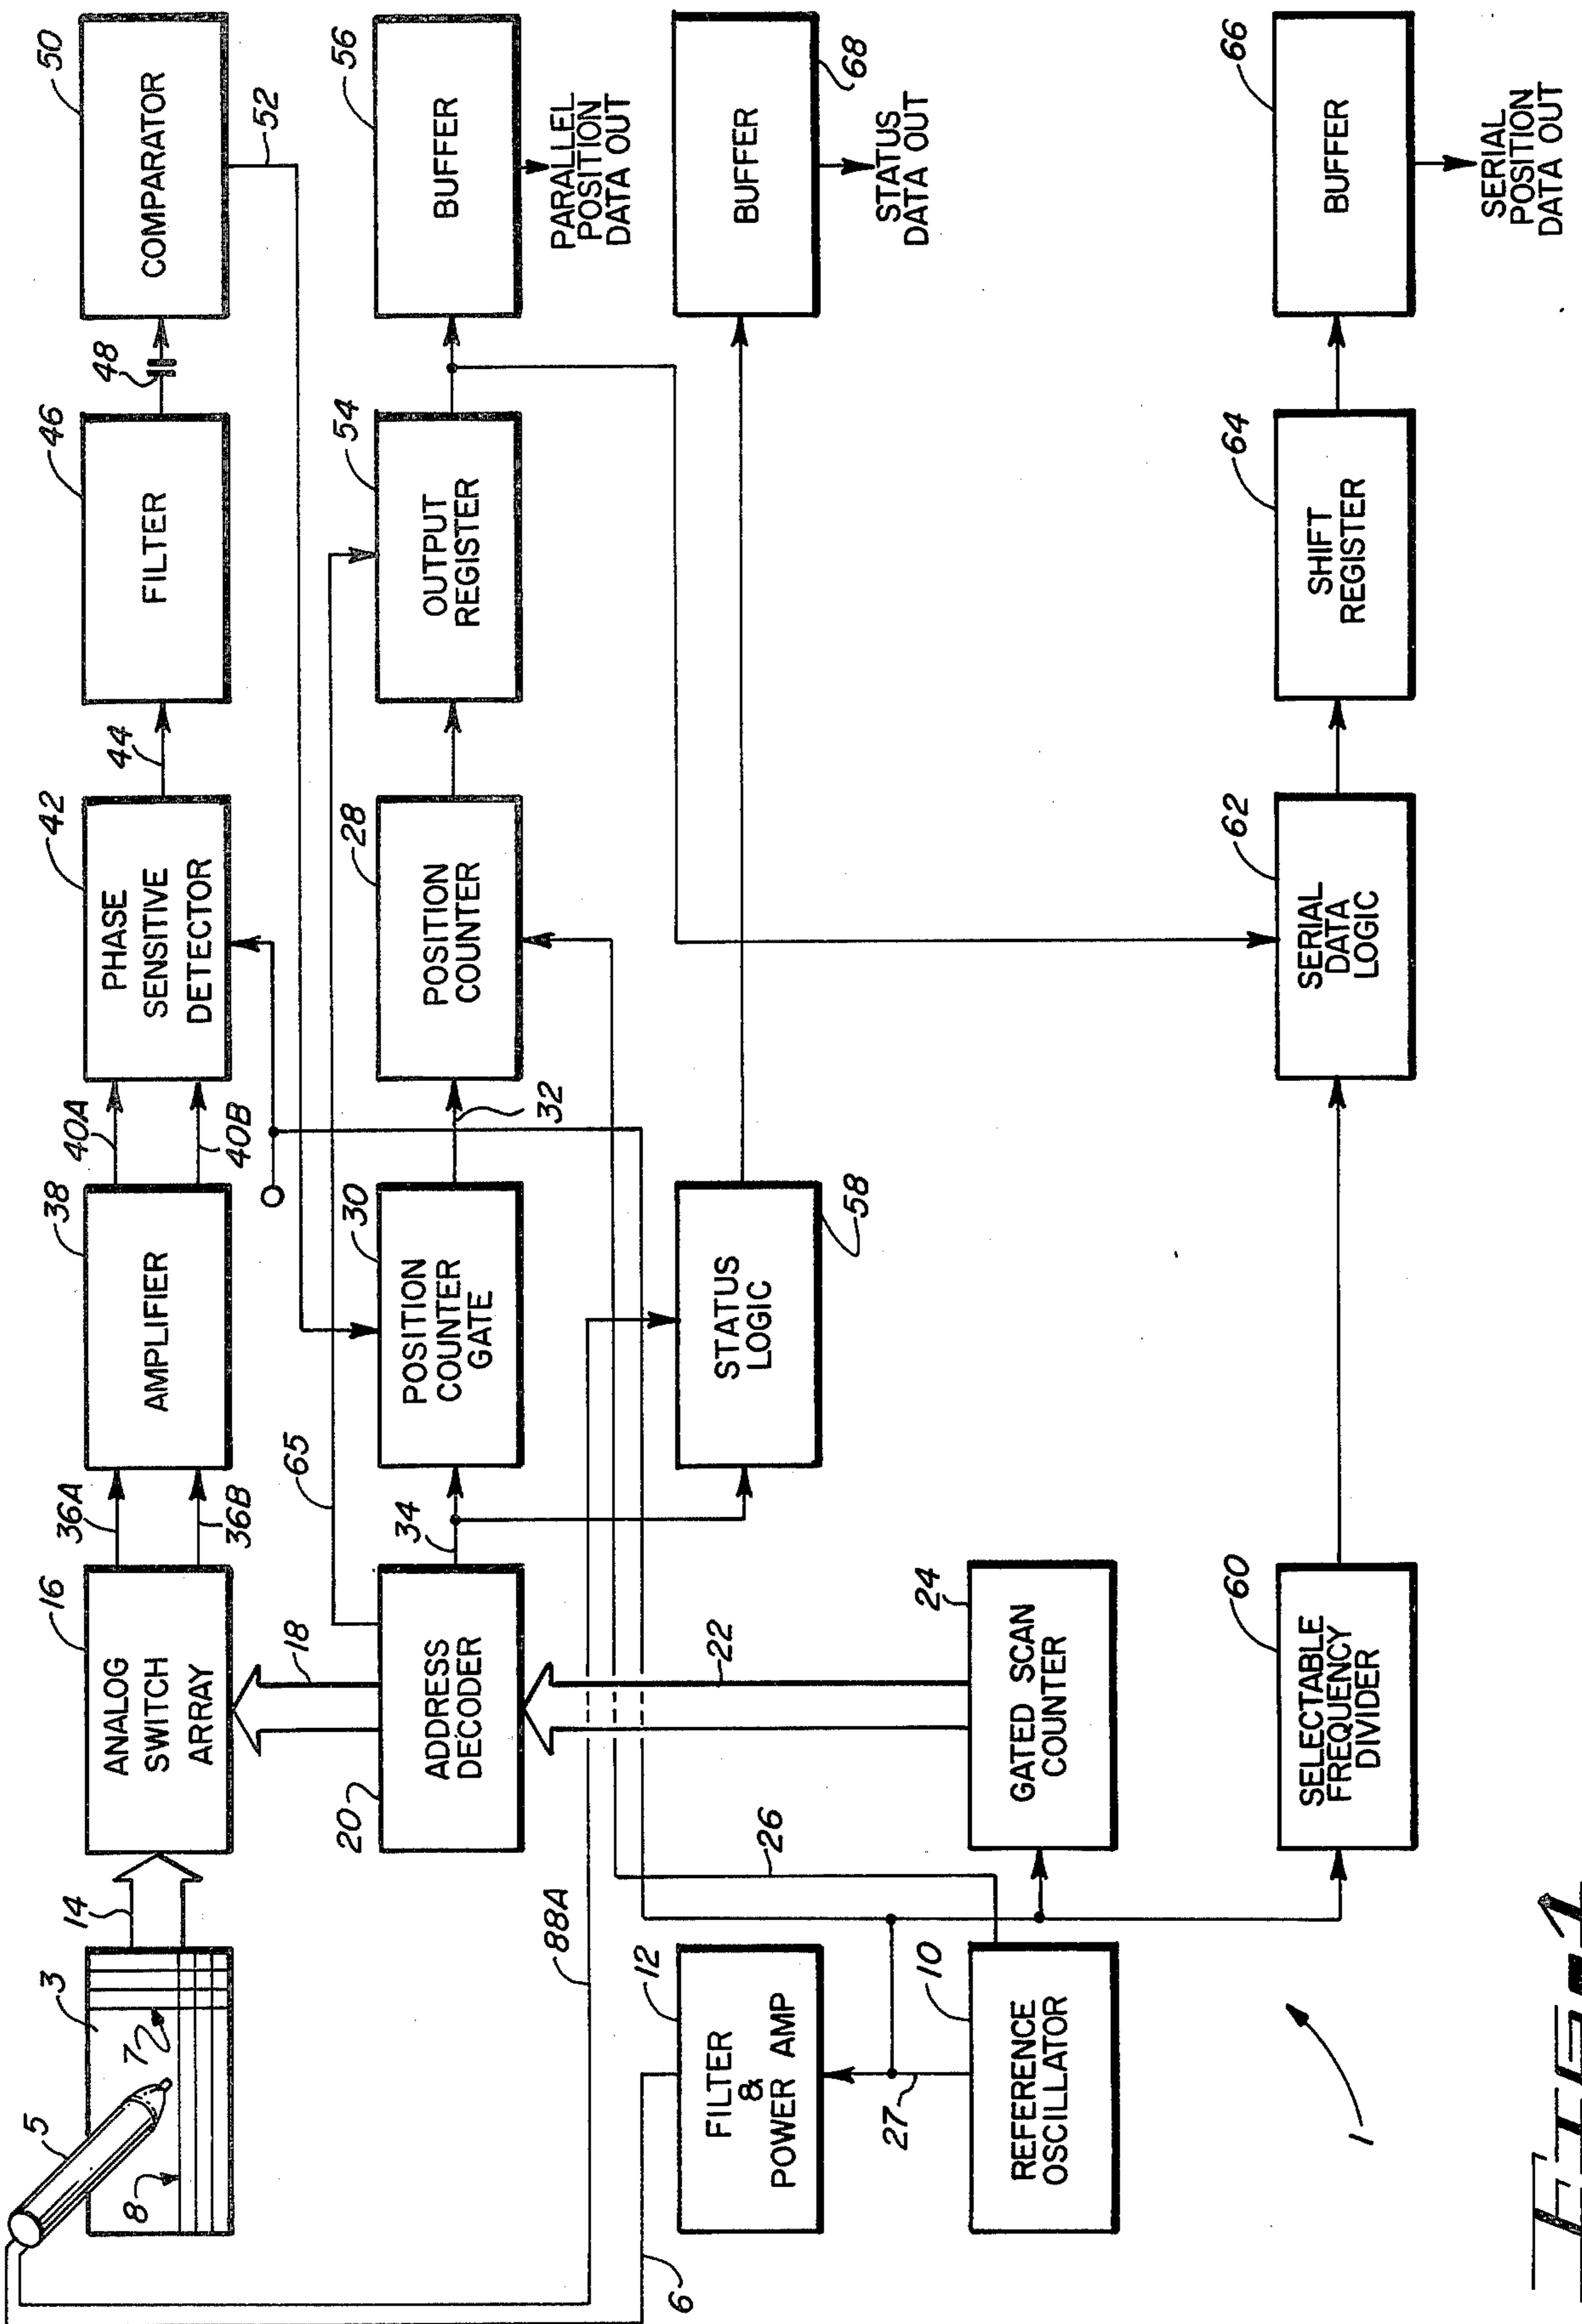 5
3
7
8
14
16
ANALOG
SWITCH
ARRAY
36A
36B
38
AMPLIFIER
40A
40B
42
PHASE
SENSITIVE
DETECTOR
44
46
FILTER
48
50
COMPARATOR
52
18
65
20
ADDRESS
DECODER
34
30
POSITION
COUNTER
GATE
32
28
POSITION
COUNTER
54
OUTPUT
REGISTER
56
BUFFER
PARALLEL
POSITION
DATA OUT
88A
6
12
FILTER
&
POWER AMP
26
22
STATUS
LOGIC
58
BUFFER
68
STATUS
DATA OUT
27
10
REFERENCE
OSCILLATOR
24
GATED SCAN
COUNTER
1
60
SELECTABLE
FREQUENCY
DIVIDER
62
SERIAL
DATA
LOGIC
64
SHIFT
REGISTER
66
BUFFER
SERIAL
POSITION
DATA OUT
FIG-1